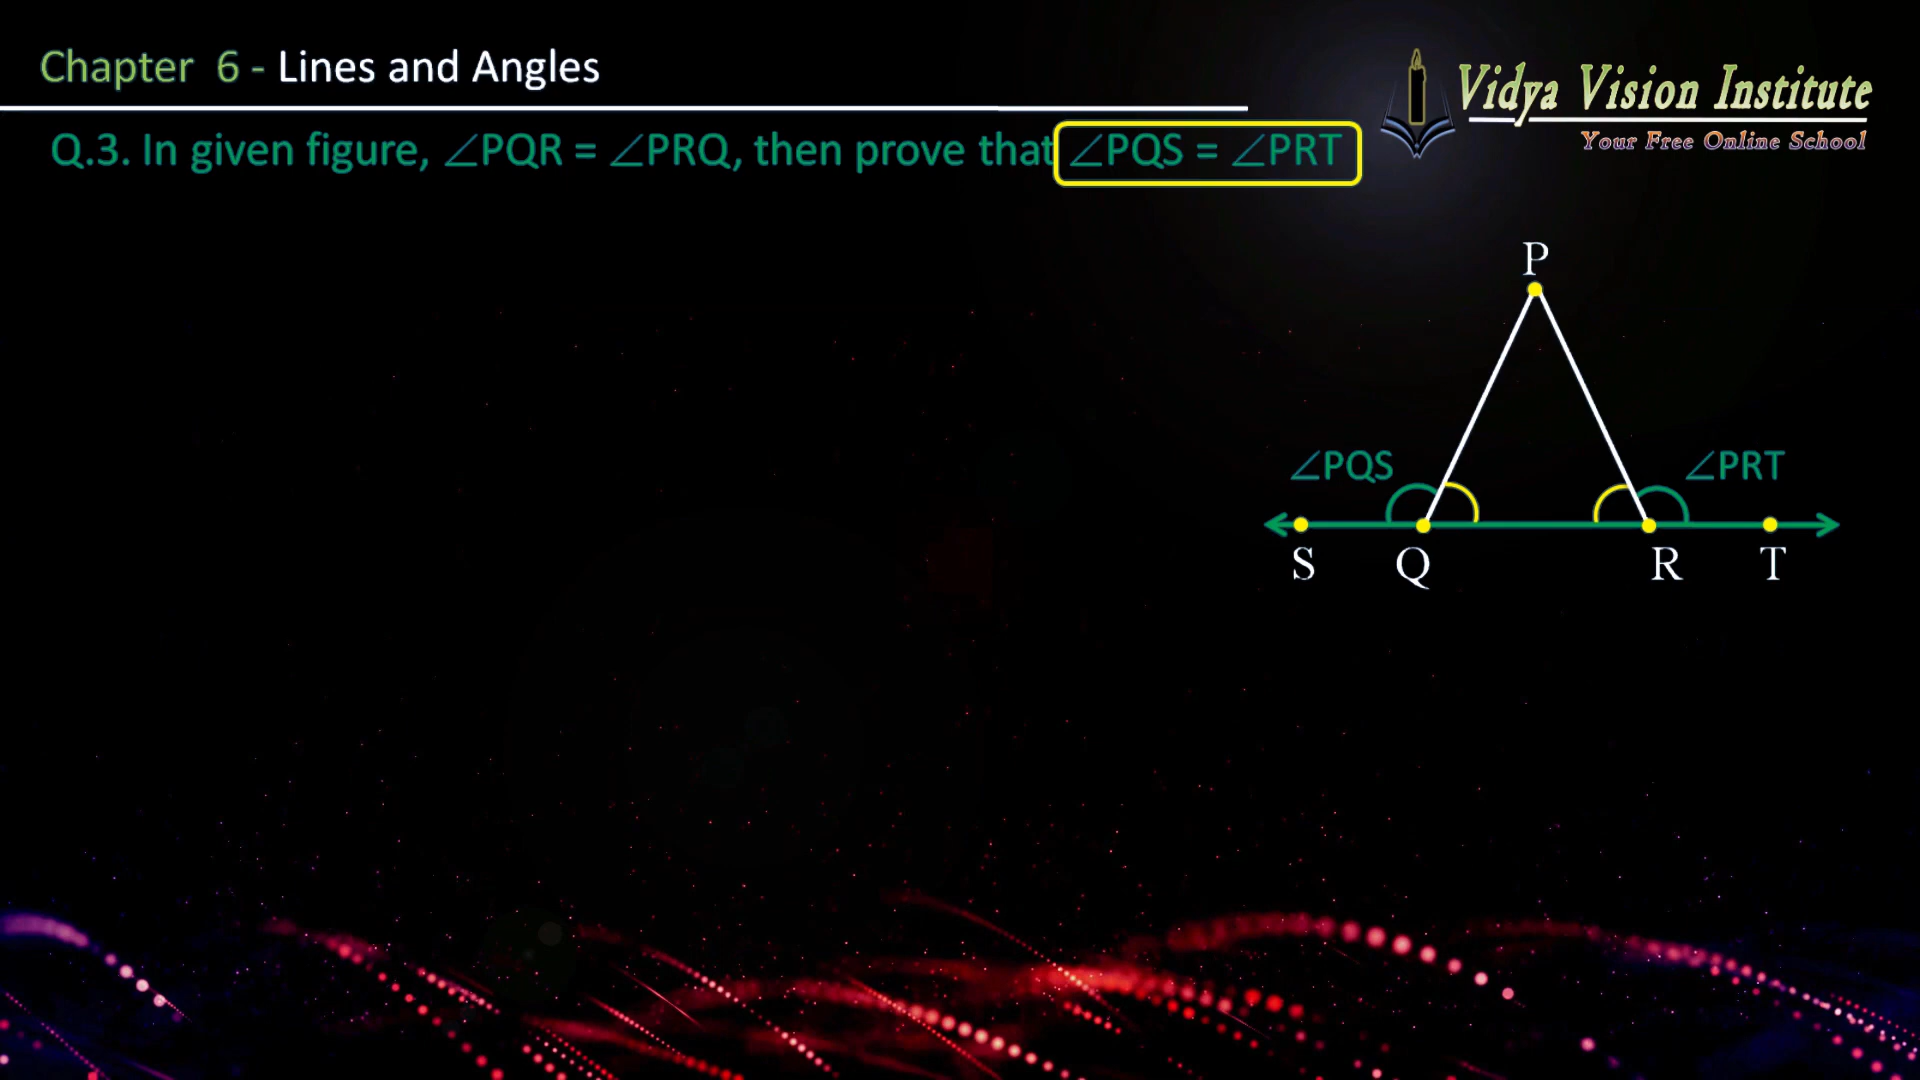 Chapter 6 - Lines and Angles
Vidya Vision Institute
Your Free Online School
Q.3. In given figure, ∠PQR = ∠PRQ, then prove that ∠PQS = ∠PRT
P
∠PQS ∠PRT
S Q R T